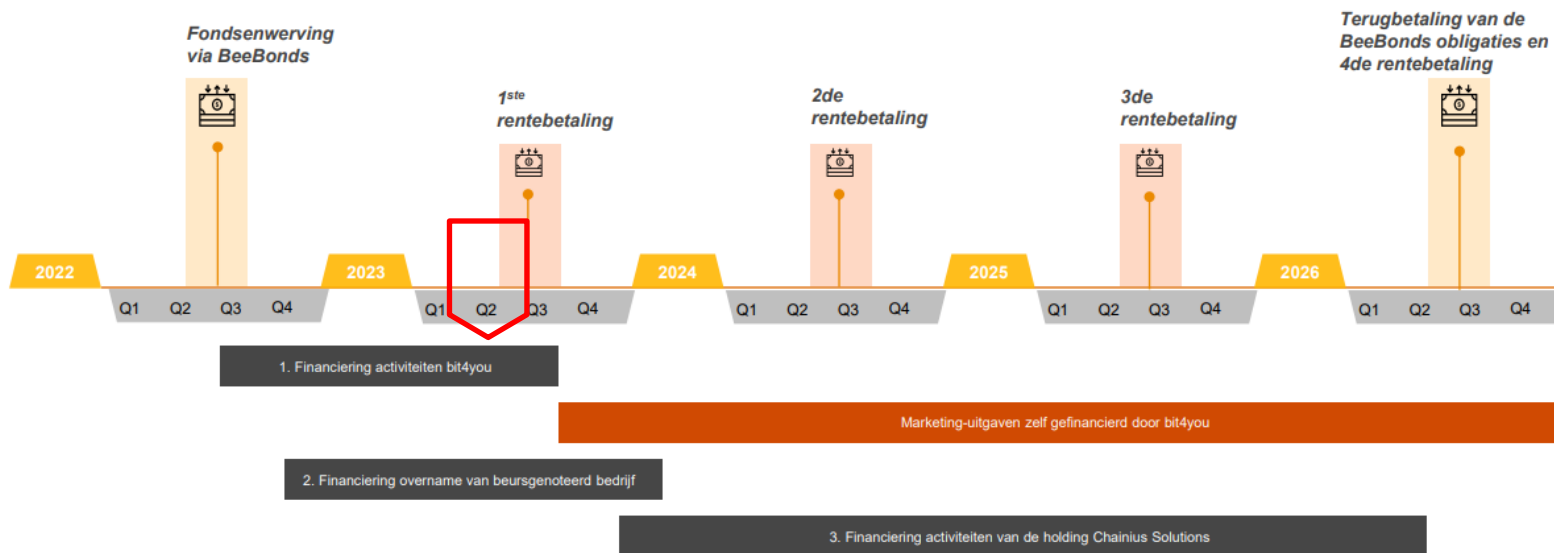 Fondsenwerving
via BeeBonds
1ste
rentebetaling
2de
rentebetaling
3de
rentebetaling
Terugbetaling van de
BeeBonds obligaties en
4de rentebetaling
2022
2023
2024
2025
2026
Q1 Q2 Q3 Q4
Q1 Q2 Q3 Q4
Q1 Q2 Q3 Q4
Q1 Q2 Q3 Q4
Q1 Q2 Q3 Q4
1. Financiering activiteiten bit4you
Marketing-uitgaven zelf gefinancierd door bit4you
2. Financiering overname van beursgenoteerd bedrijf
3. Financiering activiteiten van de holding Chainius Solutions